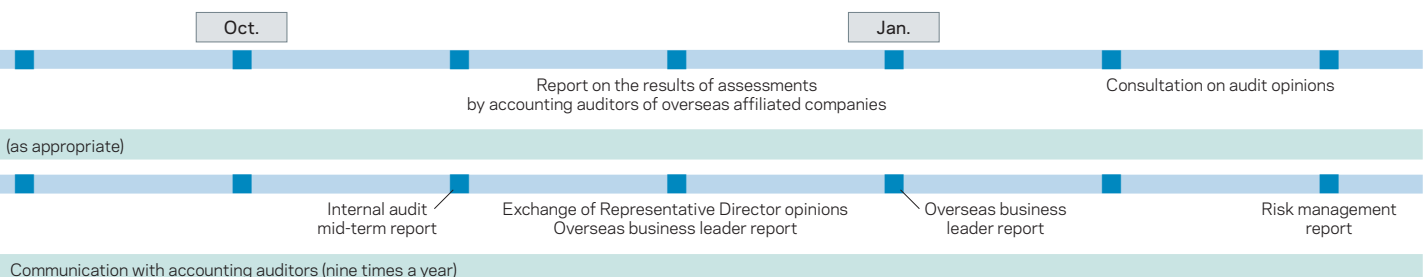 Oct.
Jan.
Report on the results of assessments
by accounting auditors of overseas affiliated companies
Consultation on audit opinions
(as appropriate)
Internal audit
mid-term report
Exchange of Representative Director opinions
Overseas business leader report
Overseas business
leader report
Risk management
report
Communication with accounting auditors (nine times a year)